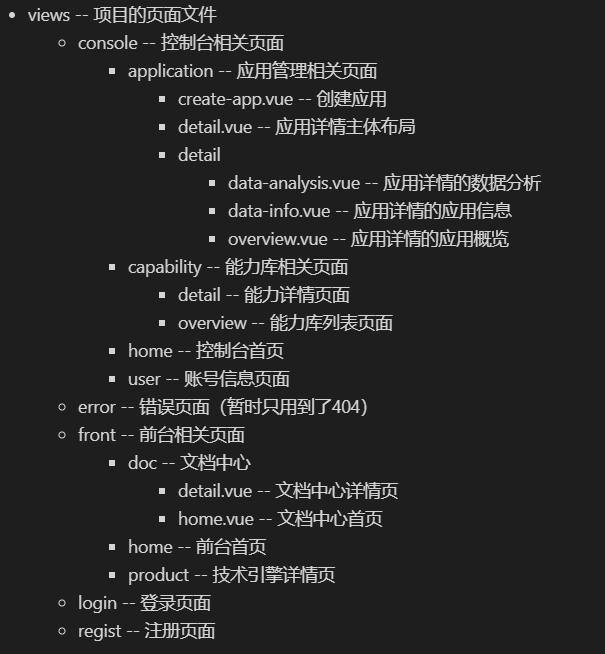 views -- 项目的页面文件
console -- 控制台相关页面
application -- 应用管理相关页面
create-app.vue -- 创建应用
detail.vue -- 应用详情主体布局
detail
data-analysis.vue -- 应用详情的数据分析
data-info.vue -- 应用详情的应用信息
overview.vue -- 应用详情的应用概览
capability -- 能力库相关页面
detail -- 能力详情页面
overview -- 能力库列表页面
home -- 控制台首页
user -- 账号信息页面
error -- 错误页面（暂时只用到了404）
front -- 前台相关页面
doc -- 文档中心
detail.vue -- 文档中心详情页
home.vue -- 文档中心首页
home -- 前台首页
product -- 技术引擎详情页
login -- 登录页面
regist -- 注册页面